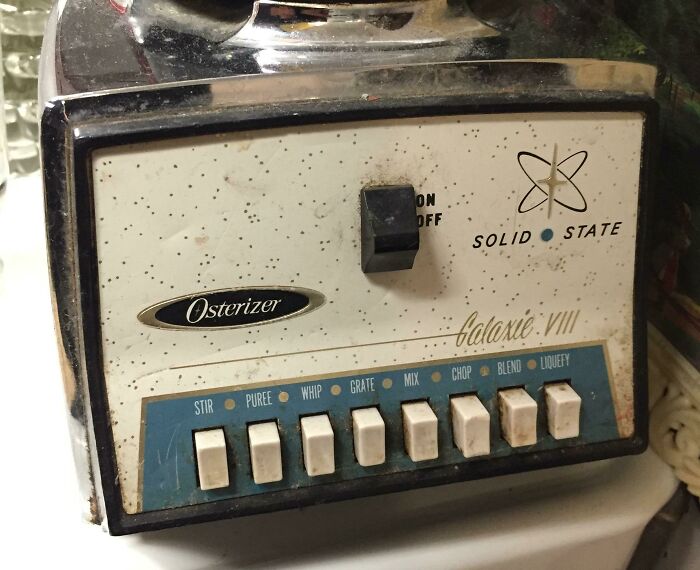 ON
OFF
SOLID STATE
Osterizer
Galaxie VIII
STIR PUREE WHIP GRATE MIX CHOP BLEND LIQUEFY